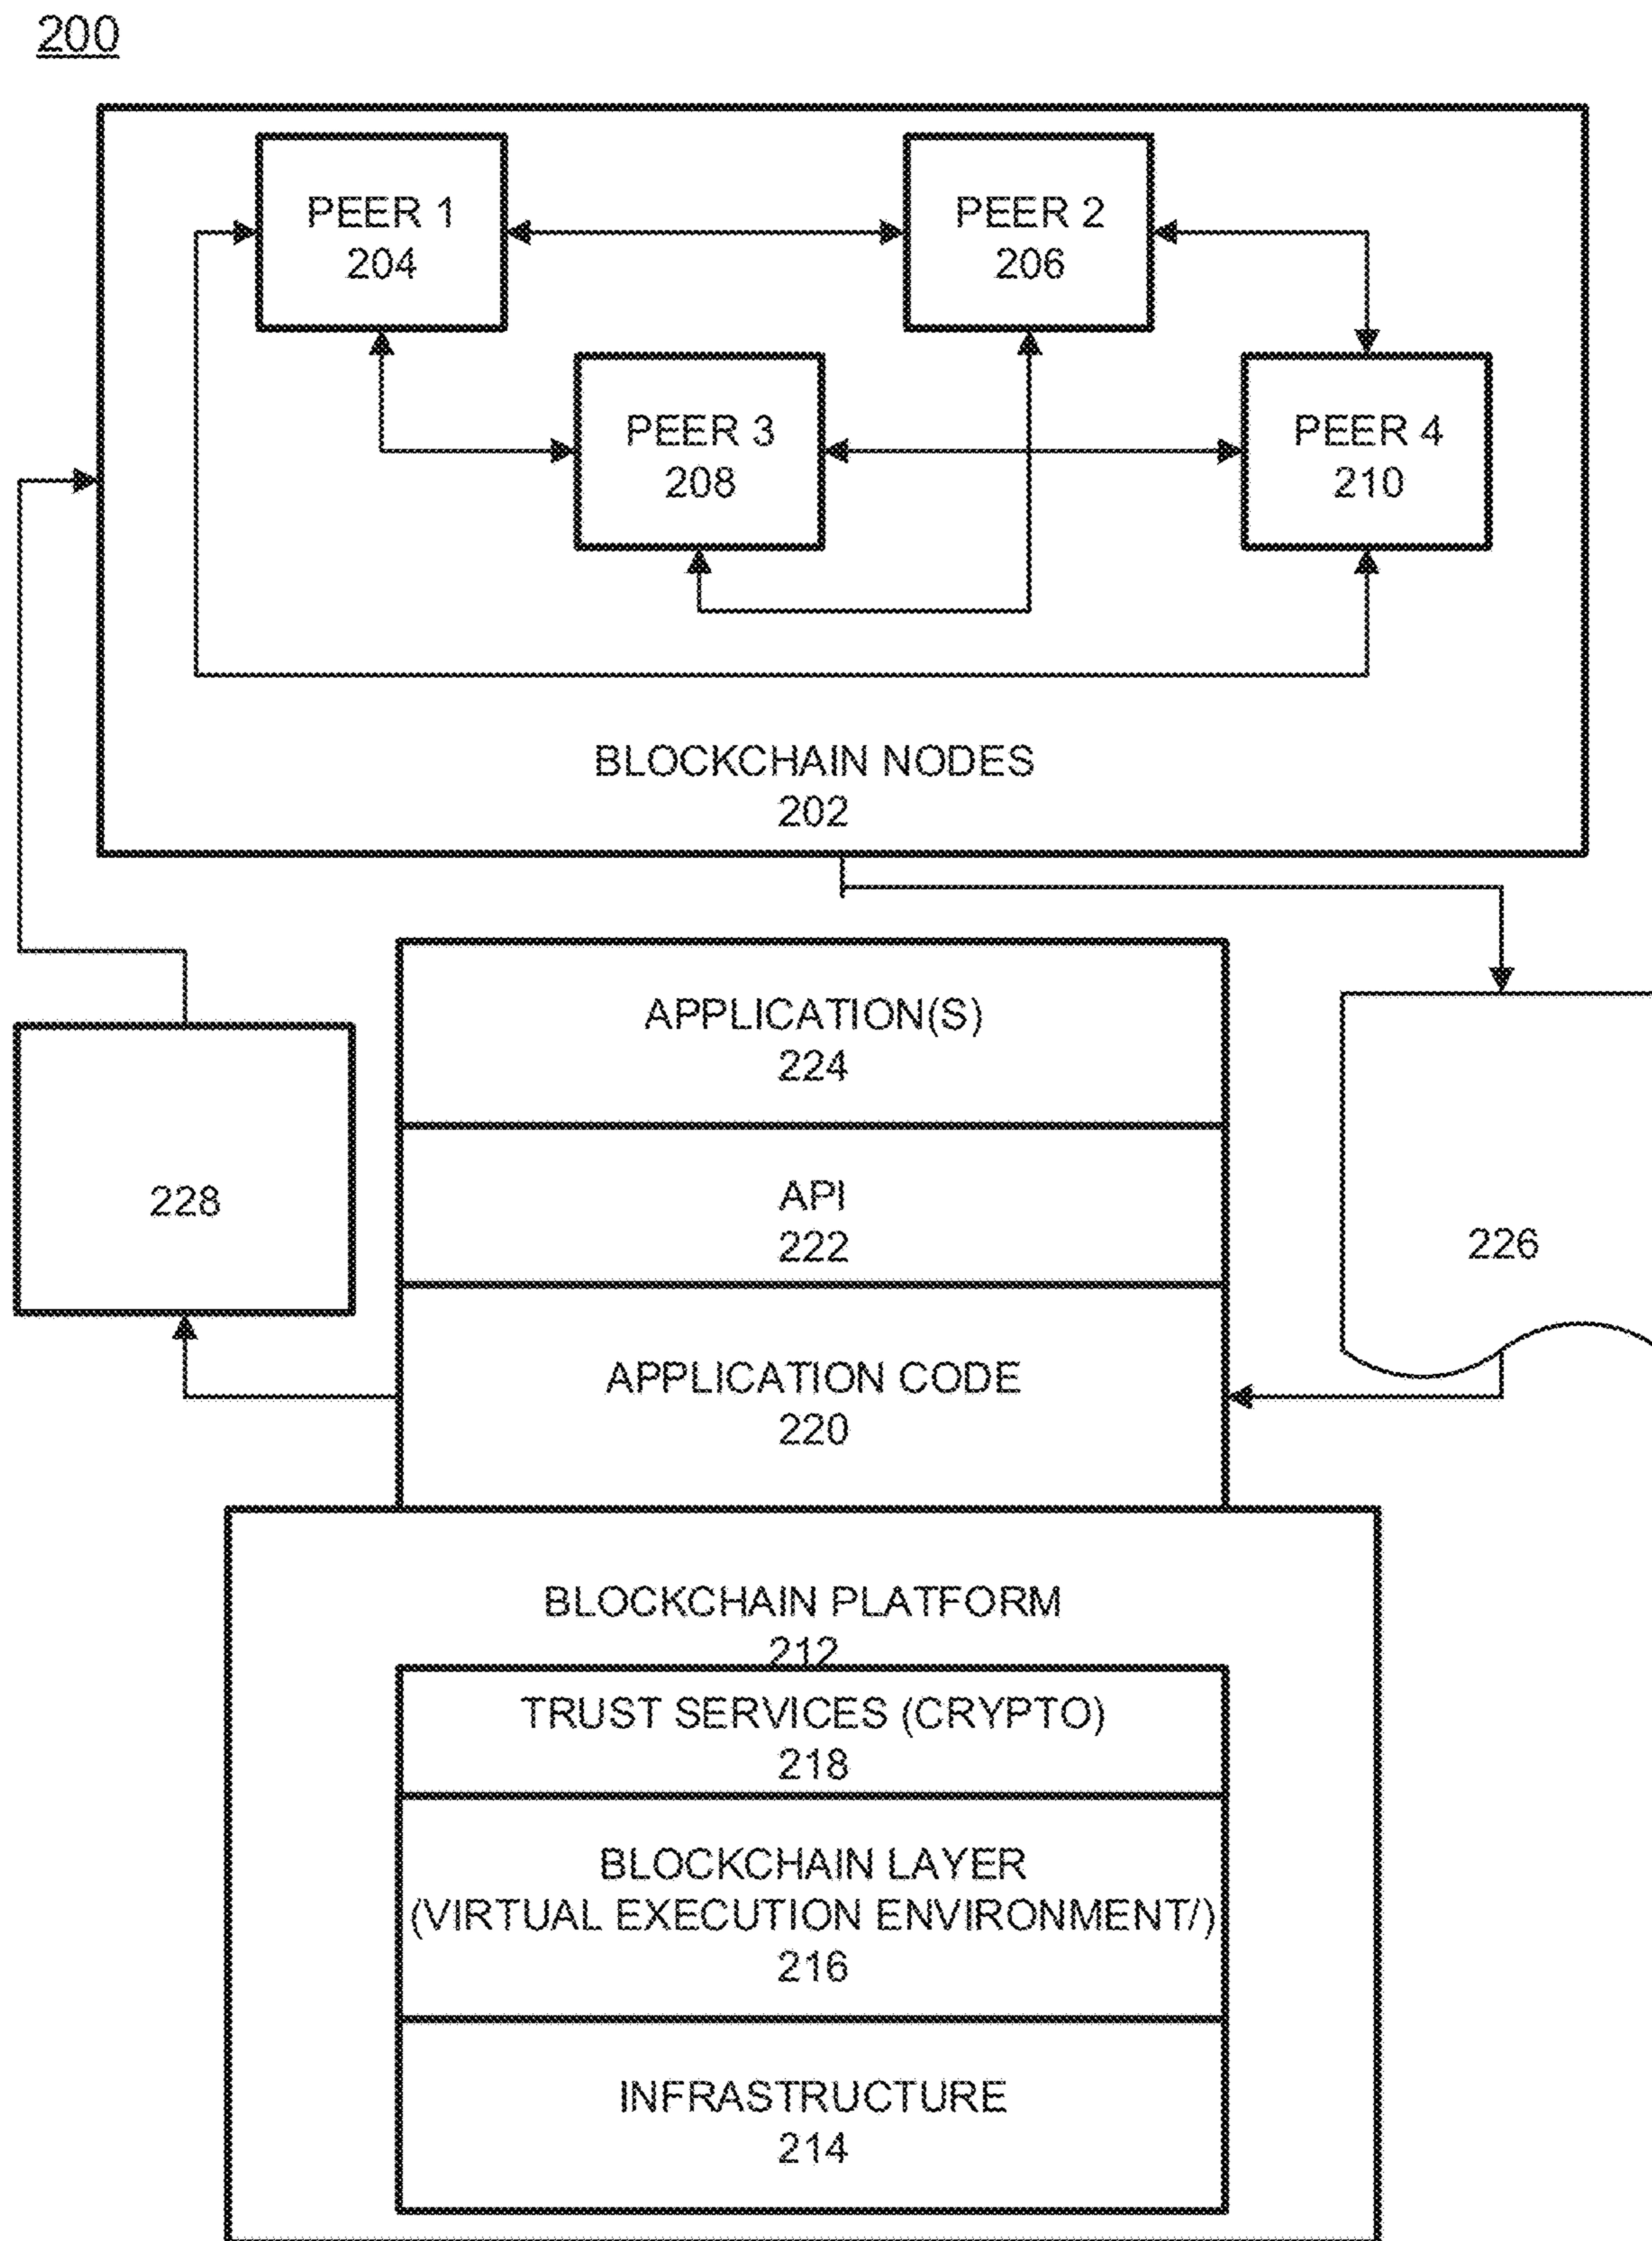 200
PEER 1
204
PEER 2
206
PEER 3
208
PEER 4
210
BLOCKCHAIN NODES
202
APPLICATION(S)
224
API
222
228
226
APPLICATION CODE
220
BLOCKCHAIN PLATFORM
212
TRUST SERVICES (CRYPTO)
218
BLOCKCHAIN LAYER
(VIRTUAL EXECUTION ENVIRONMENT/)
216
INFRASTRUCTURE
214